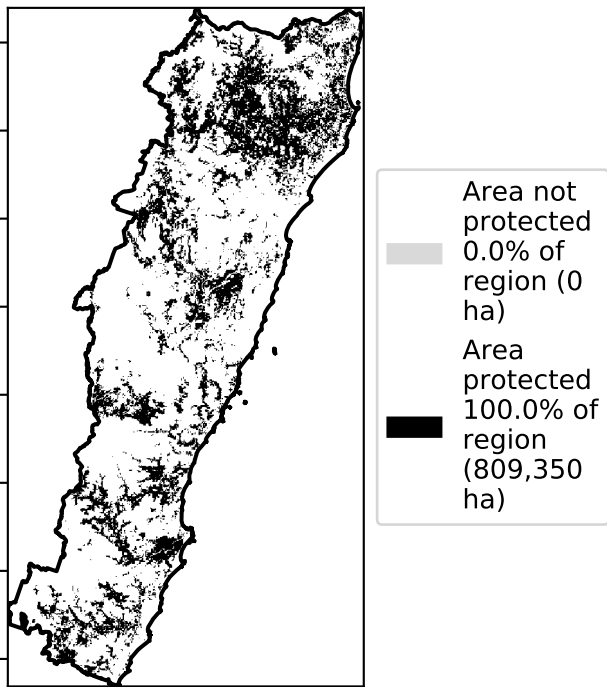 Area not
protected
0.0% of
region (0
ha)
Area
protected
100.0% of
region
(809,350
ha)